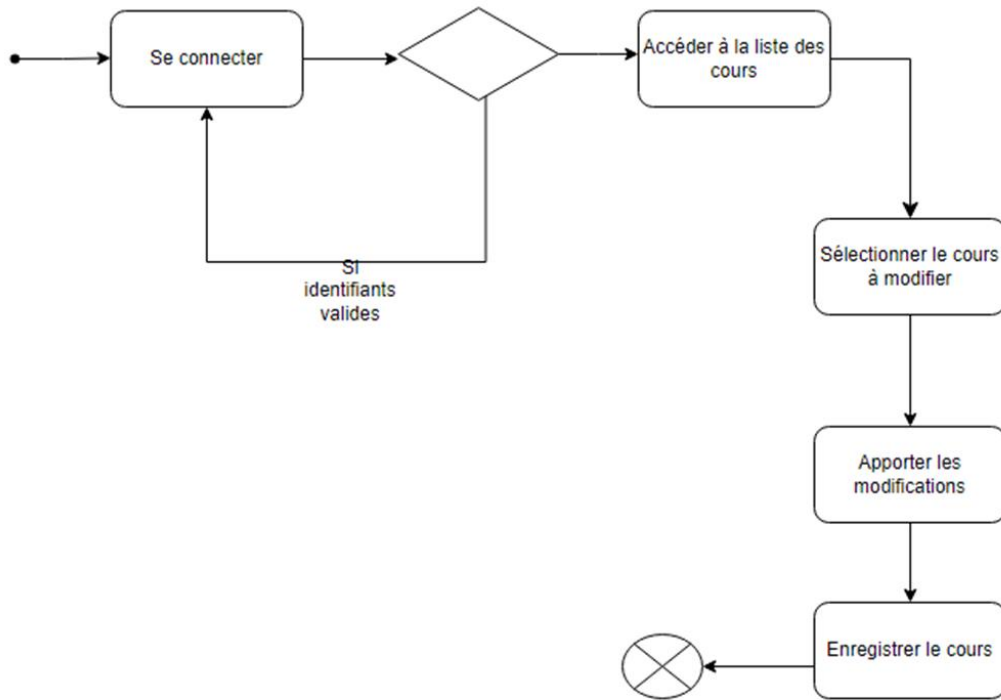 Se connecter
Accéder à la liste des
cours
Si
identifiants
valides
Sélectionner le cours
à modifier
Apporter les
modifications
Enregistrer le cours